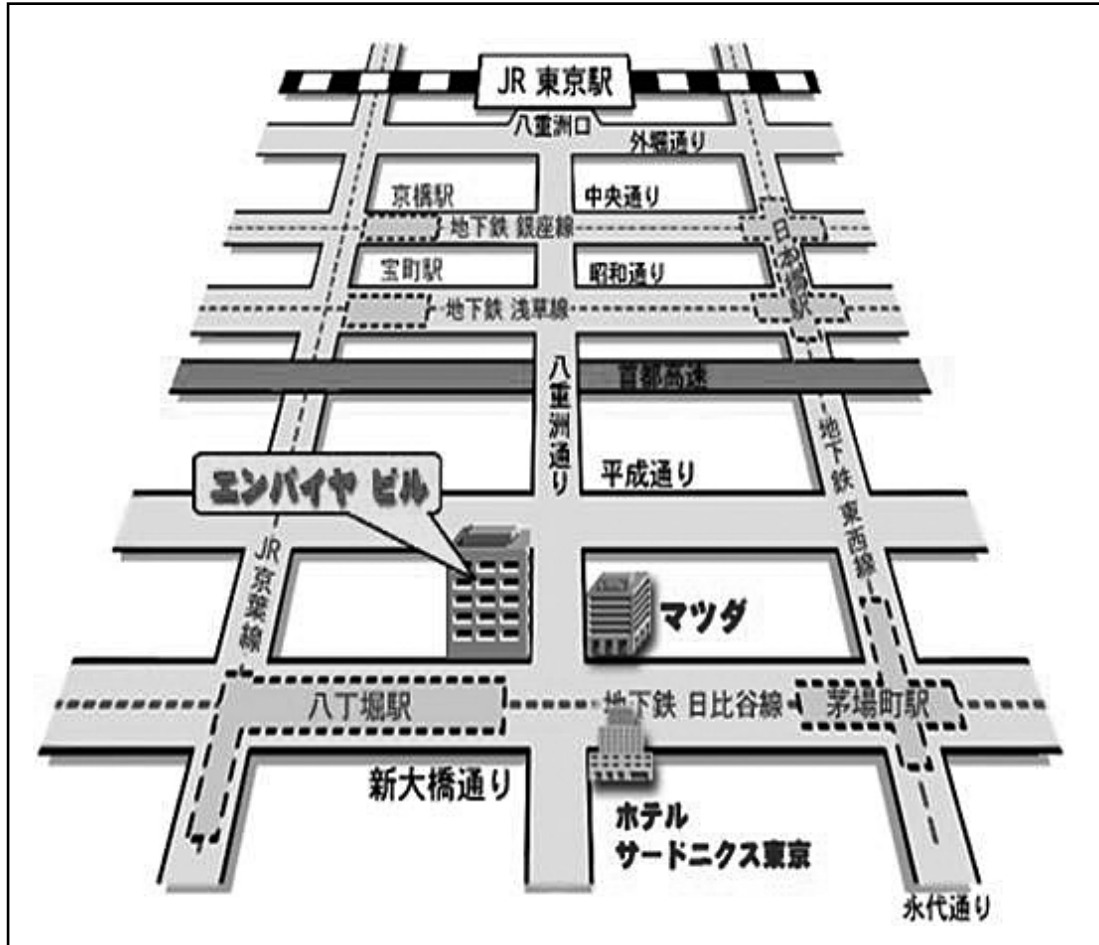 JR 東京駅
八重洲口
外堀通り
京橋駅
中央通り
地下鉄 銀座線
日本橋駅
宝町駅
昭和通り
地下鉄 浅草線
首都高速
八重洲通り
平成通り
地下鉄 東西線
エンパイヤ ビル
JR京葉線
マツダ
八丁堀駅
地下鉄 日比谷線
茅場町駅
新大橋通り
ホテル
サードニクス東京
永代通り